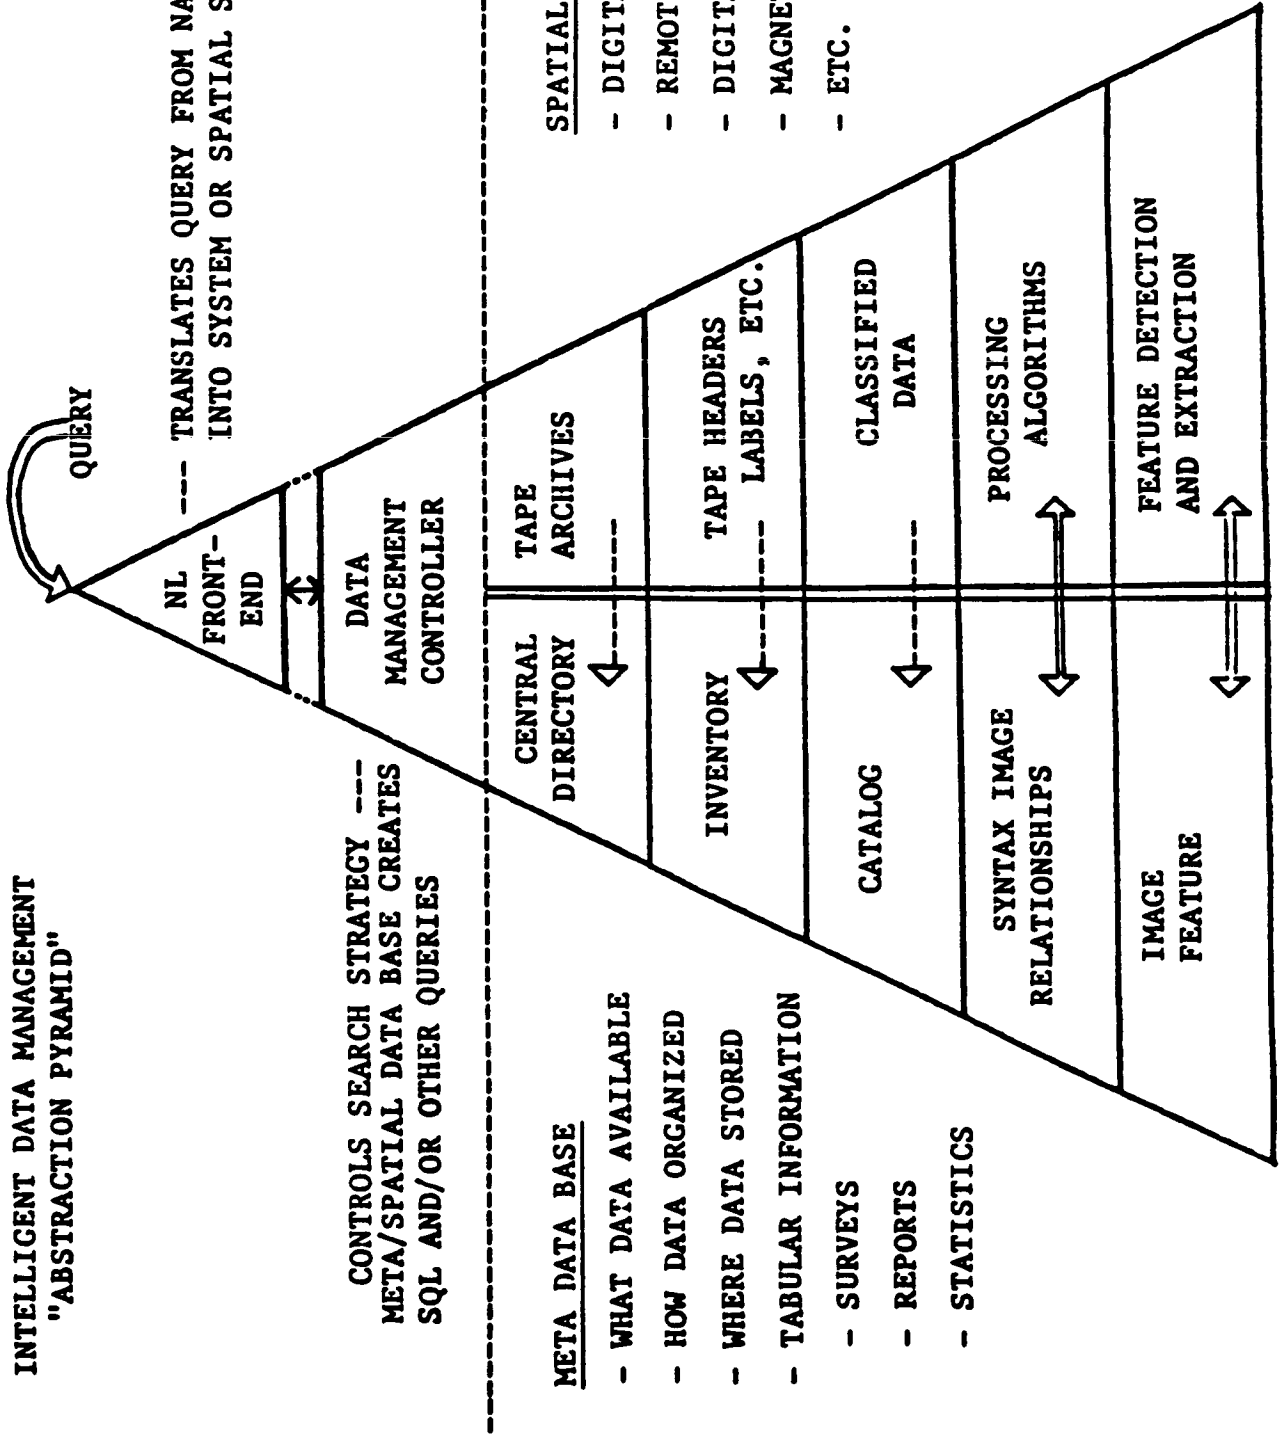 INTELLIGENT DATA MANAGEMENT
"ABSTRACTION PYRAMID"
QUERY
NL
FRONT-
END
--- TRANSLATES QUERY FROM
INTO SYSTEM OR SPATIAL
CONTROLS SEARCH STRATEGY ---
META/SPATIAL DATA BASE CREATES
SQL AND/OR OTHER QUERIES
DATA
MANAGEMENT
CONTROLLER
META DATA BASE
- WHAT DATA AVAILABLE
- HOW DATA ORGANIZED
- WHERE DATA STORED
- TABULAR INFORMATION
- SURVEYS
- REPORTS
- STATISTICS
CENTRAL
DIRECTORY
TAPE
ARCHIVES
INVENTORY
TAPE HEADERS
LABELS, ETC.
CATALOG
CLASSIFIED
DATA
SYNTAX IMAGE
RELATIONSHIPS
PROCESSING
ALGORITHMS
IMAGE
FEATURE
FEATURE DETECTION
AND EXTRACTION
SPATIAL
- DIGIT
- REMOT
- DIGIT
- MAGNE
- ETC.